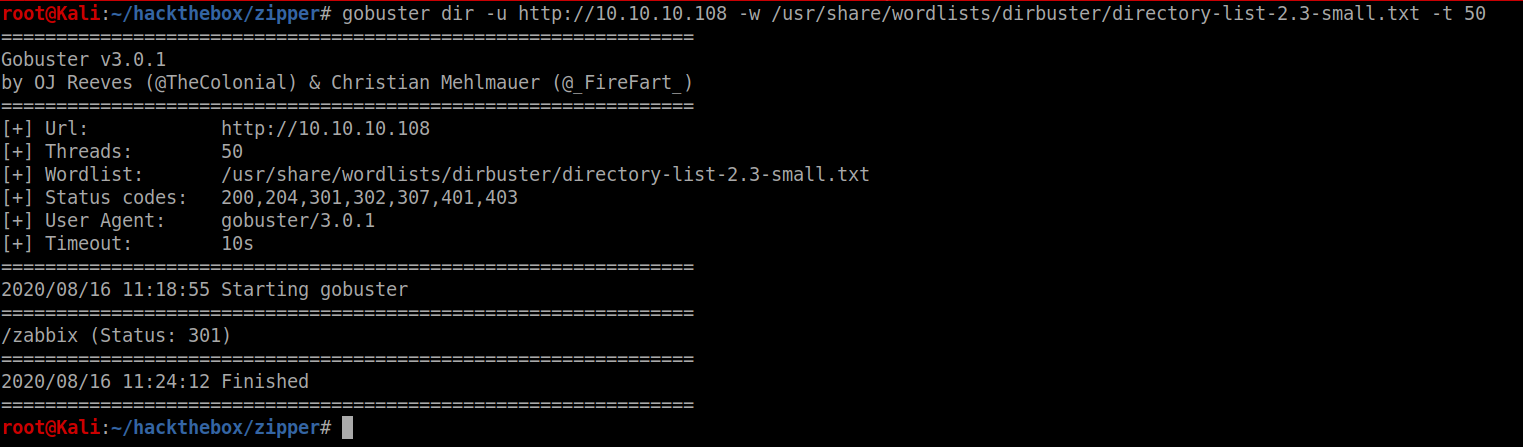 root@Kali:~/hackthebox/zipper# gobuster dir -u http://10.10.10.108 -w /usr/share/wordlists/dirbuster/directory-list-2.3-small.txt -t 50
===============================================================
Gobuster v3.0.1
by OJ Reeves (@TheColonial) & Christian Mehlmauer (@_FireFart_)
===============================================================
[+] Url:            http://10.10.10.108
[+] Threads:        50
[+] Wordlist:       /usr/share/wordlists/dirbuster/directory-list-2.3-small.txt
[+] Status codes:   200,204,301,302,307,401,403
[+] User Agent:     gobuster/3.0.1
[+] Timeout:        10s
===============================================================
2020/08/16 11:18:55 Starting gobuster
===============================================================
/zabbix (Status: 301)
===============================================================
2020/08/16 11:24:12 Finished
===============================================================
root@Kali:~/hackthebox/zipper#